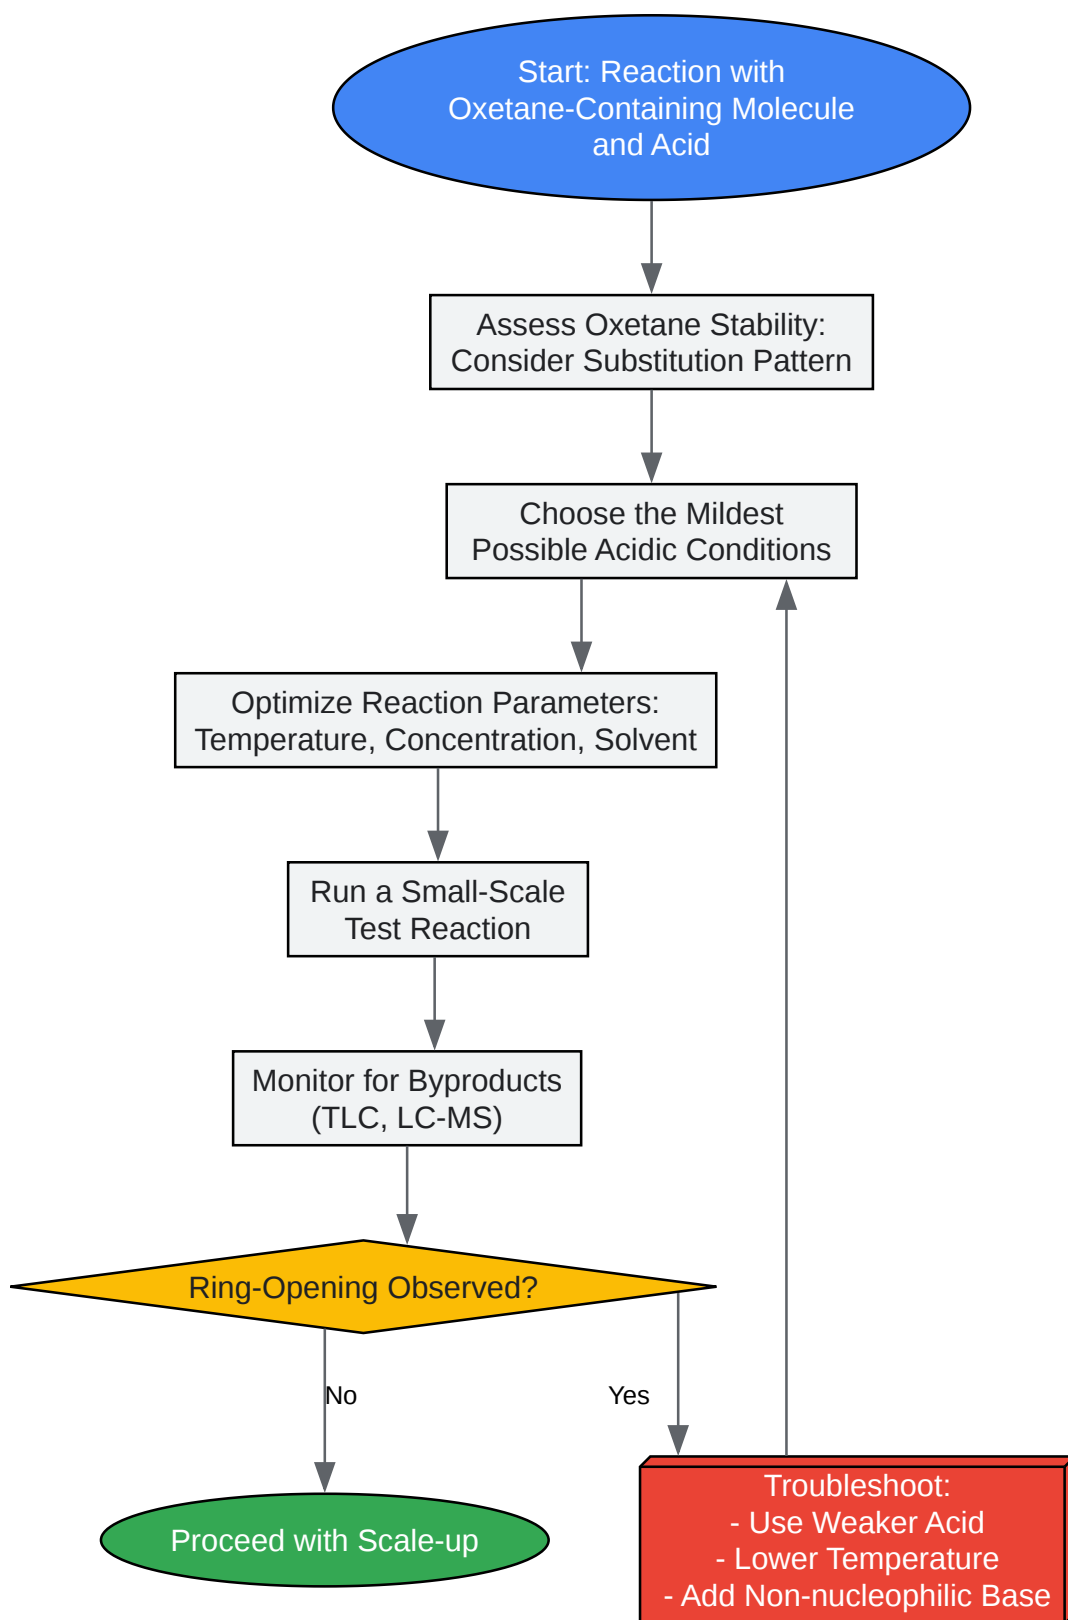 Start: Reaction with
Oxetane-Containing Molecule
and Acid
Assess Oxetane Stability:
Consider Substitution Pattern
Choose the Mildest
Possible Acidic Conditions
Optimize Reaction Parameters:
Temperature, Concentration, Solvent
Run a Small-Scale
Test Reaction
Monitor for Byproducts
(TLC, LC-MS)
Ring-Opening Observed?
No
Yes
Proceed with Scale-up
Troubleshoot:
- Use Weaker Acid
- Lower Temperature
- Add Non-nucleophilic Base